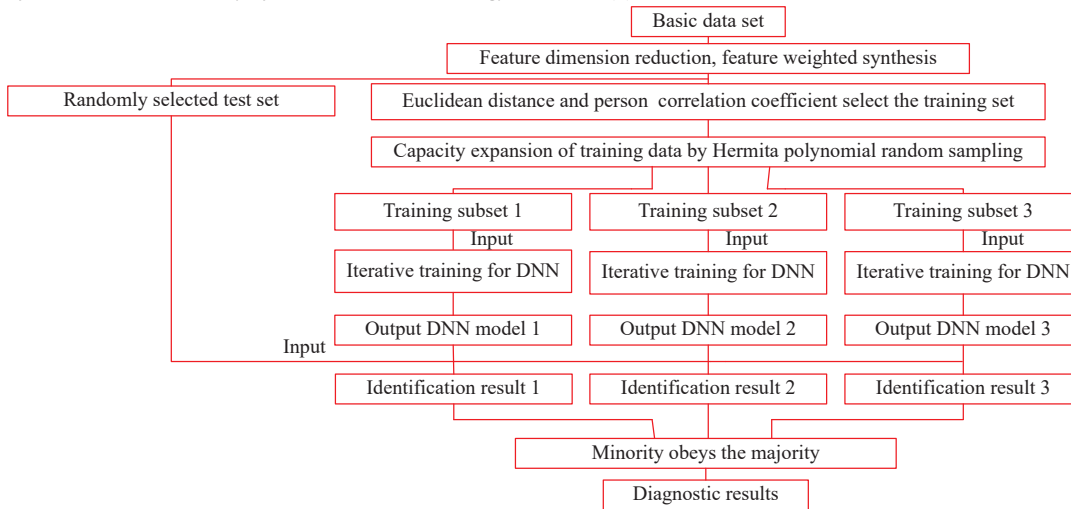 Basic data set
Feature dimension reduction, feature weighted synthesis
Randomly selected test set
Euclidean distance and person correlation coefficient select the training set
Capacity expansion of training data by Hermita polynomial random sampling
Training subset 1
Training subset 2
Training subset 3
Input
Input
Input
Iterative training for DNN
Iterative training for DNN
Iterative training for DNN
Output DNN model 1
Output DNN model 2
Output DNN model 3
Input
Identification result 1
Identification result 2
Identification result 3
Minority obeys the majority
Diagnostic results